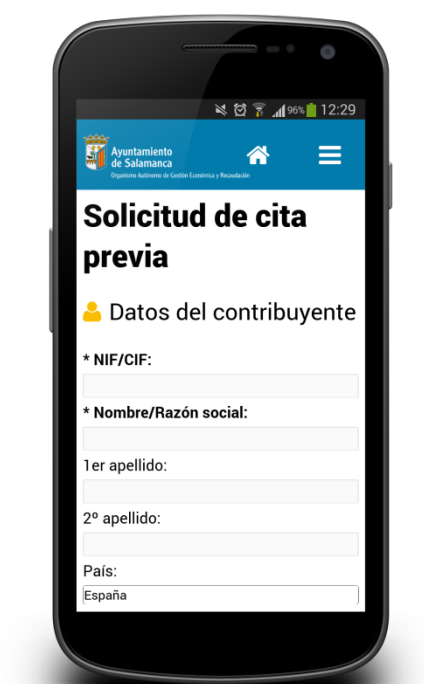 96% 12:29
Ayuntamiento
de Salamanca
Organismo Autónomo de Gestión Económica y Recaudación
Solicitud de cita
previa
Datos del contribuyente
* NIF/CIF:
* Nombre/Razón social:
1er apellido:
2º apellido:
País:
España